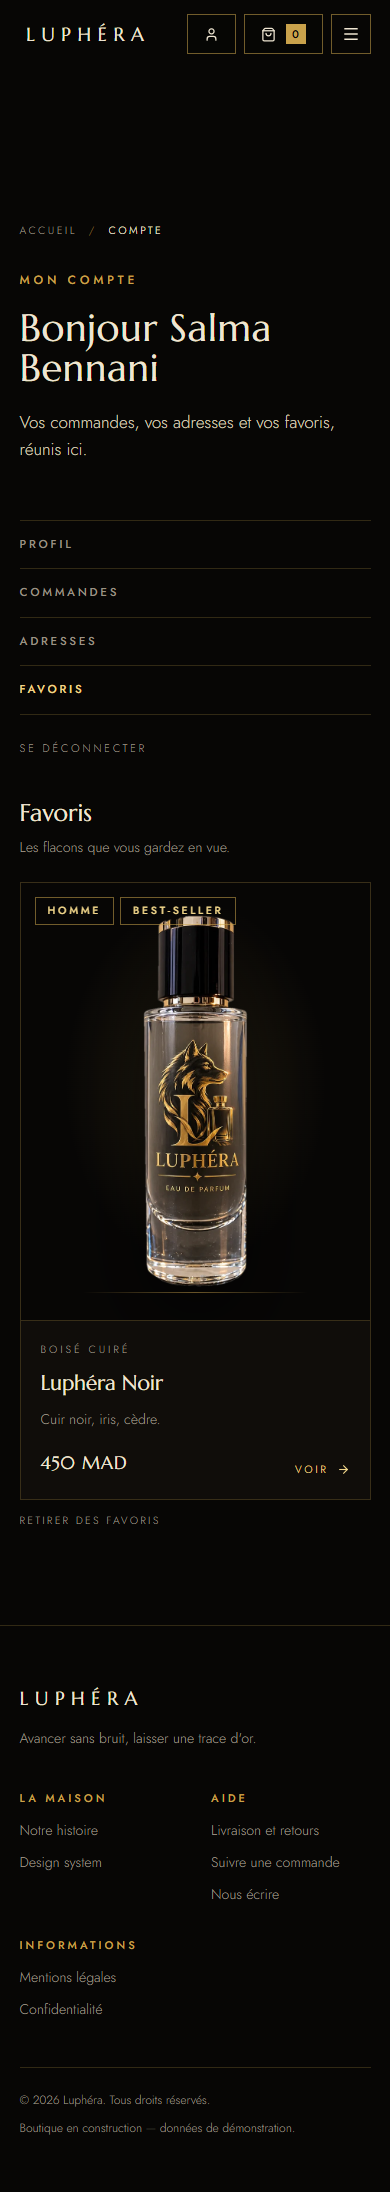 LUPHÉRA
0
ACCUEIL / COMPTE
MON COMPTE
Bonjour Salma
Bennani
Vos commandes, vos adresses et vos favoris,
réunis ici.
PROFIL
COMMANDES
ADRESSES
FAVORIS
SE DÉCONNECTER
Favoris
Les flacons que vous gardez en vue.
HOMME BEST-SELLER
L
LUPHÉRA
EAU DE PARFUM
BOISÉ CUIRÉ
Luphéra Noir
Cuir noir, iris, cèdre.
450 MAD
VOIR →
RETIRER DES FAVORIS
LUPHÉRA
Avancer sans bruit, laisser une trace d'or.
LA MAISON
Notre histoire
Design system
AIDE
Livraison et retours
Suivre une commande
Nous écrire
INFORMATIONS
Mentions légales
Confidentialité
© 2026 Luphéra. Tous droits réservés.
Boutique en construction — données de démonstration.